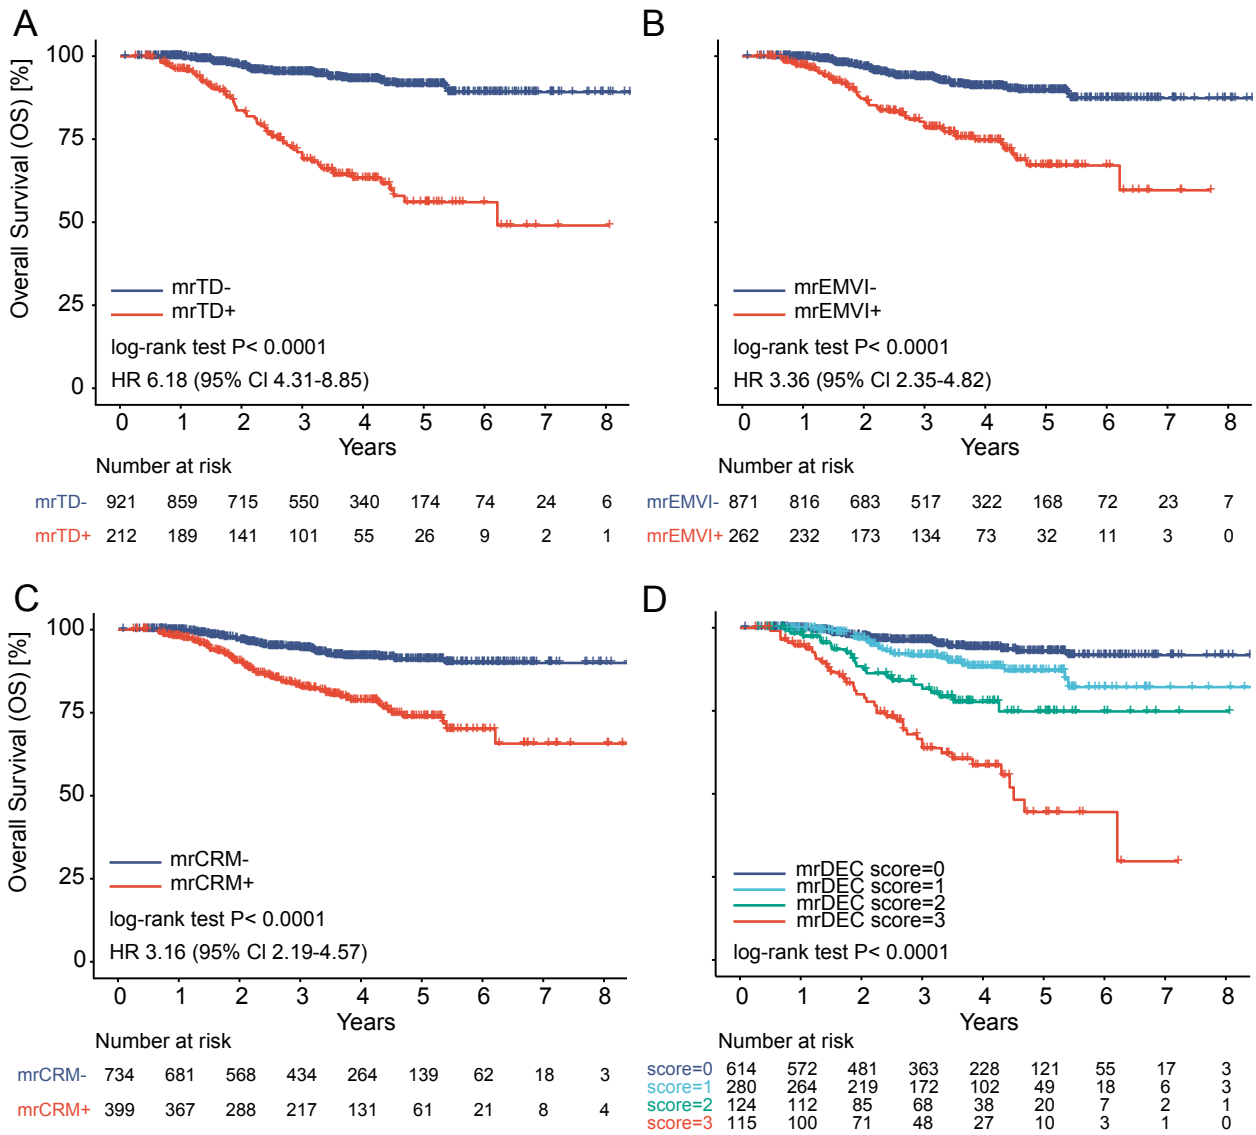 A
Overall Survival (OS) [%]
100
75
50
25
0
mrTD-
mrTD+
log-rank test P< 0.0001
HR 6.18 (95% CI 4.31-8.85)
0 1 2 3 4 5 6 7 8
Years
Number at risk
mrTD- 921 859 715 550 340 174 74 24 6
mrTD+ 212 189 141 101 55 26 9 2 1
B
mrEMVI-
mrEMVI+
log-rank test P< 0.0001
HR 3.36 (95% CI 2.35-4.82)
0 1 2 3 4 5 6 7 8
Years
Number at risk
mrEMVI- 871 816 683 517 322 168 72 23 7
mrEMVI+ 262 232 173 134 73 32 11 3 0
C
Overall Survival (OS) [%]
100
75
50
25
0
mrCRM-
mrCRM+
log-rank test P< 0.0001
HR 3.16 (95% CI 2.19-4.57)
0 1 2 3 4 5 6 7 8
Years
Number at risk
mrCRM- 734 681 568 434 264 139 62 18 3
mrCRM+ 399 367 288 217 131 61 21 8 4
D
mrDEC score=0
mrDEC score=1
mrDEC score=2
mrDEC score=3
log-rank test P< 0.0001
0 1 2 3 4 5 6 7 8
Years
Number at risk
score=0 614 572 481 363 228 121 55 17 3
score=1 280 264 219 172 102 49 18 6 3
score=2 124 112 85 68 38 20 7 2 1
score=3 115 100 71 48 27 10 3 1 0